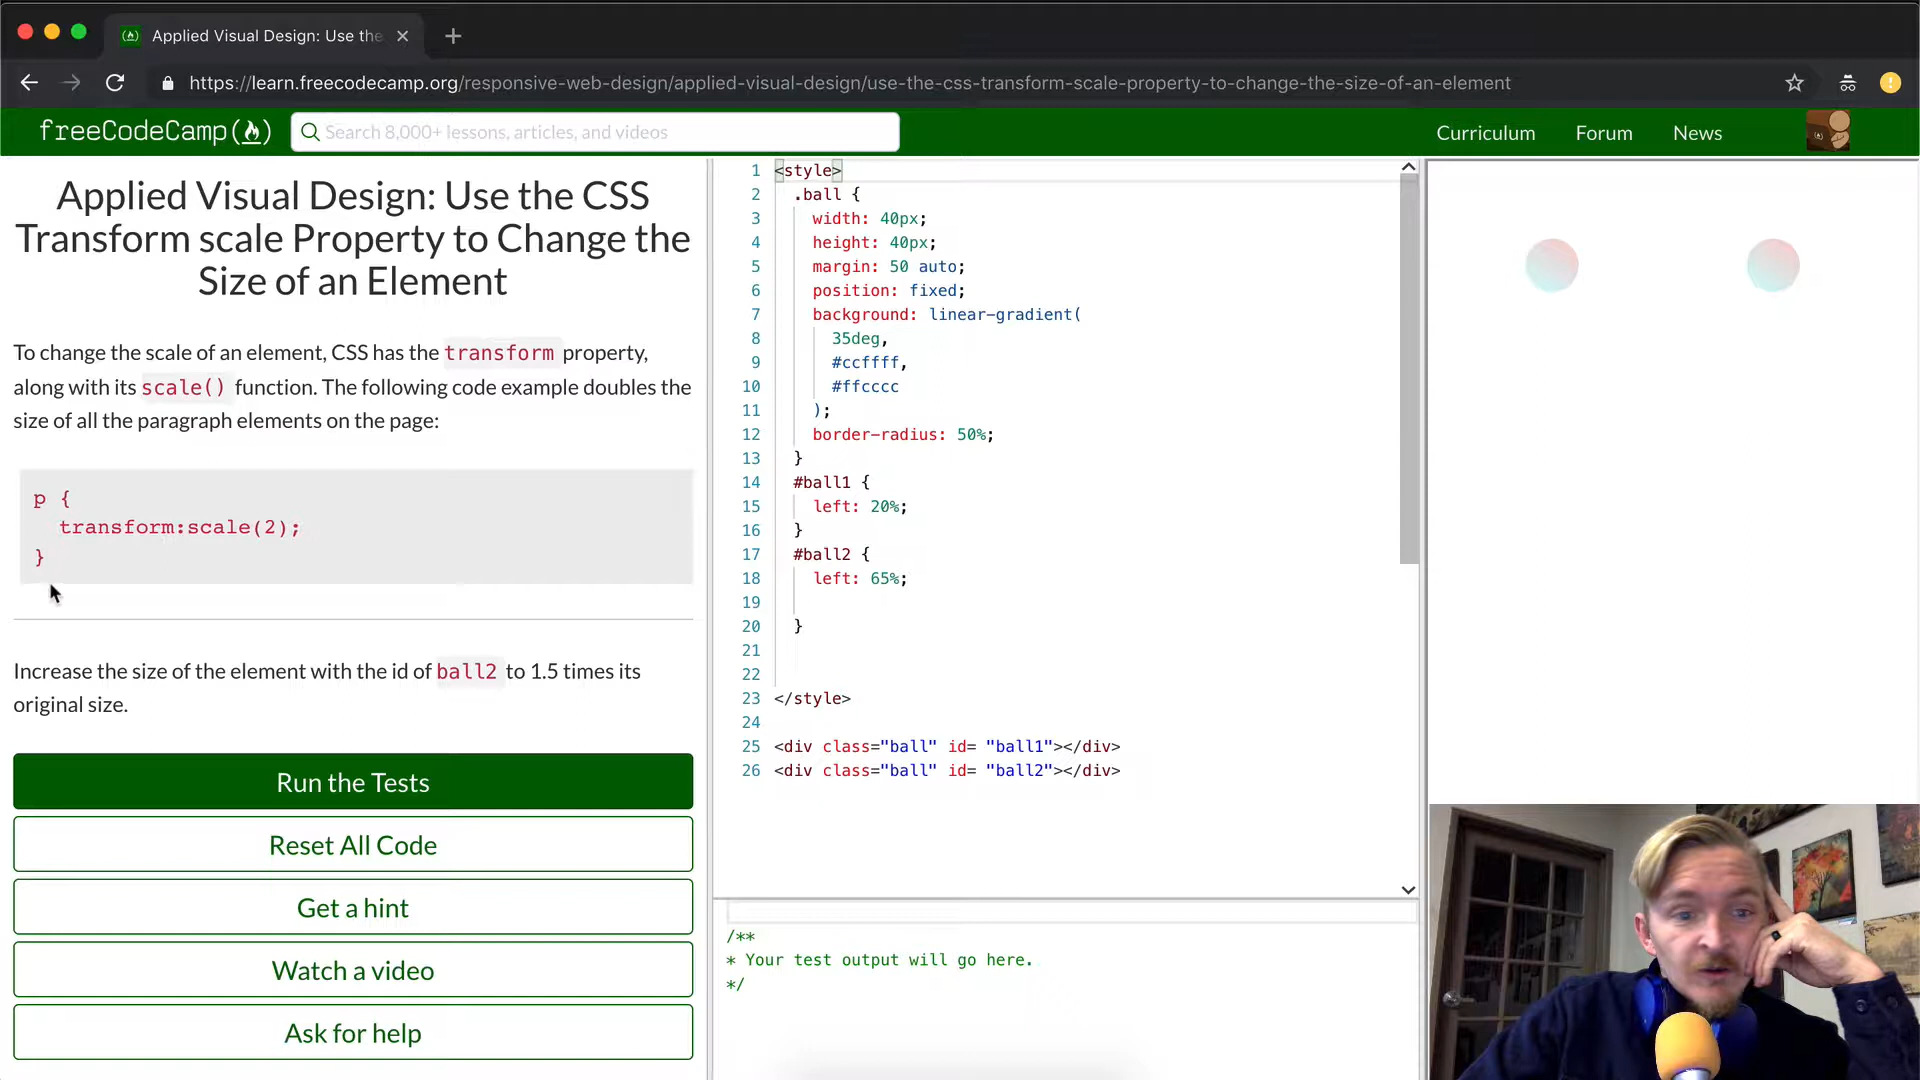 Applied Visual Design: Use the
https://learn.freecodecamp.org/responsive-web-design/applied-visual-design/use-the-css-transform-scale-property-to-change-the-size-of-an-element
freeCodeCamp
Search 8,000+ lessons, articles, and videos
Curriculum
Forum
News
Applied Visual Design: Use the CSS
Transform scale Property to Change the
Size of an Element
To change the scale of an element, CSS has the transform property,
along with its scale() function. The following code example doubles the
size of all the paragraph elements on the page:
p {
transform:scale(2);
}
Increase the size of the element with the id of ball2 to 1.5 times its
original size.
Run the Tests
Reset All Code
Get a hint
Watch a video
Ask for help
1 <style>
2 .ball {
3 width: 40px;
4 height: 40px;
5 margin: 50 auto;
6 position: fixed;
7 background: linear-gradient(
8 35deg,
9 #ccffff,
10 #ffcccc
11 );
12 border-radius: 50%;
13 }
14 #ball1 {
15 left: 20%;
16 }
17 #ball2 {
18 left: 65%;
19
20 }
21
22
23 </style>
24
25 <div class="ball" id= "ball1"></div>
26 <div class="ball" id= "ball2"></div>
/**
* Your test output will go here.
*/